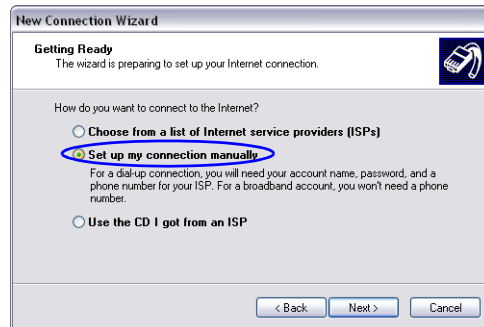 New Connection Wizard
Getting Ready
The wizard is preparing to set up your Internet connection.
How do you want to connect to the Internet?
Choose from a list of Internet service providers (ISPs)
Set up my connection manually
For a dial-up connection, you will need your account name, password, and a
phone number for your ISP. For a broadband account, you won't need a phone
number.
Use the CD I got from an ISP
< Back Next > Cancel